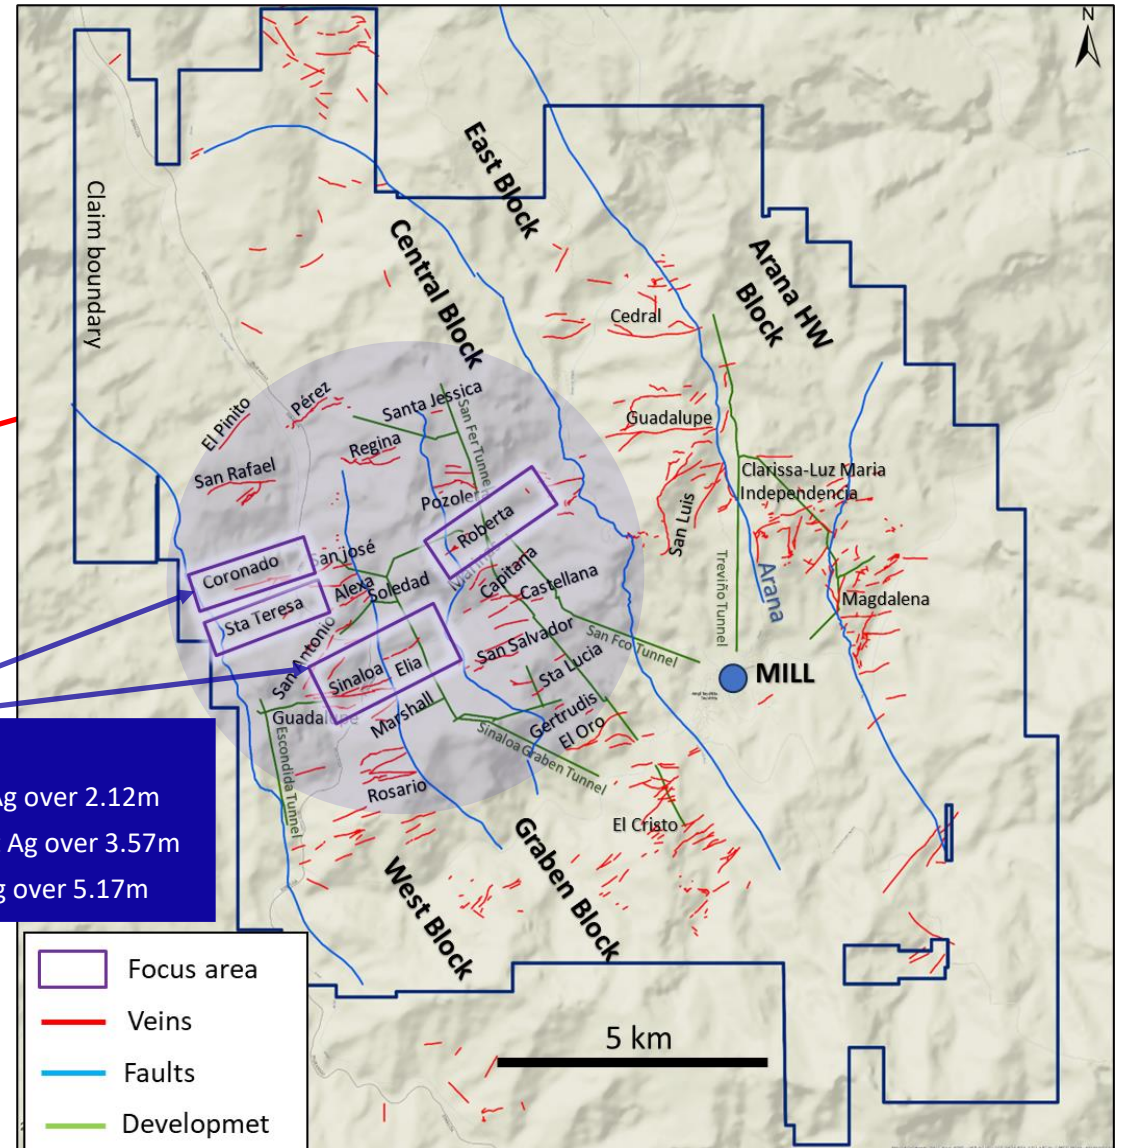 N
Claim boundary
East Block
Central Block
Arana HW
Block
Cedral
Guadalupe
Clarissa-Luz Maria
Independencia
San Luis
Magdalena
Treviño Tunnel
Arana
MILL
El Pinito
Pérez
Santa Jessica
San Fer Tunnel
Regina
San Rafael
Pozole
Roberta
Coronado
San josé
Alexa
Soledad
Capitana
Castellana
Sta Teresa
San Antonio
San Salvador
San Fco Tunnel
Sinaloa
Elia
Sta Lucia
Guadalupe
Marshall
Gertrudis
El Oro
Escondida Tunnel
Sinaloa Graben Tunnel
Rosario
El Cristo
West Block
Graben Block
Ag over 2.12m
Ag over 3.57m
g over 5.17m
Focus area
Veins
Faults
Developmet
5 km